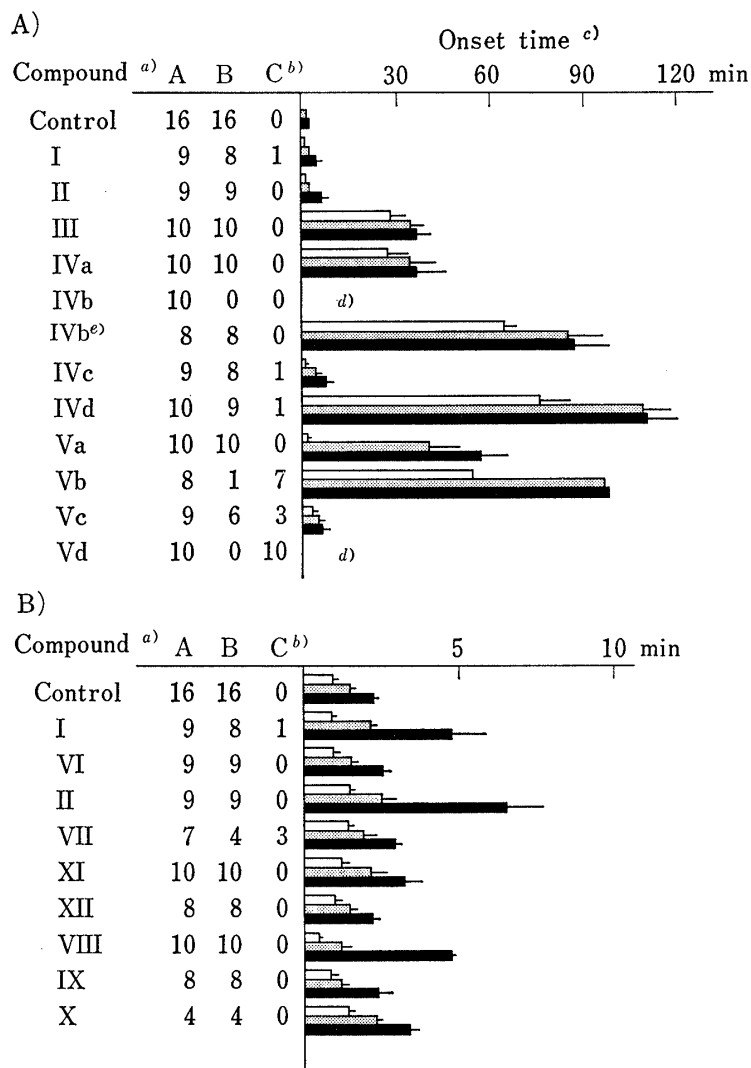 A)
Onset time c)
Compound a) A B C b) 30 60 90 120 min
Control 16 16 0
I 9 8 1
II 9 9 0
III 10 10 0
IVa 10 10 0
IVb 10 0 0 d)
IVb e) 8 8 0
IVc 9 8 1
IVd 10 9 1
Va 10 10 0
Vb 8 1 7
Vc 9 6 3
Vd 10 0 10 d)
B)
Compound a) A B C b) 5 10 min
Control 16 16 0
I 9 8 1
VI 9 9 0
II 9 9 0
VII 7 4 3
XI 10 10 0
XII 8 8 0
VIII 10 10 0
IX 8 8 0
X 4 4 0